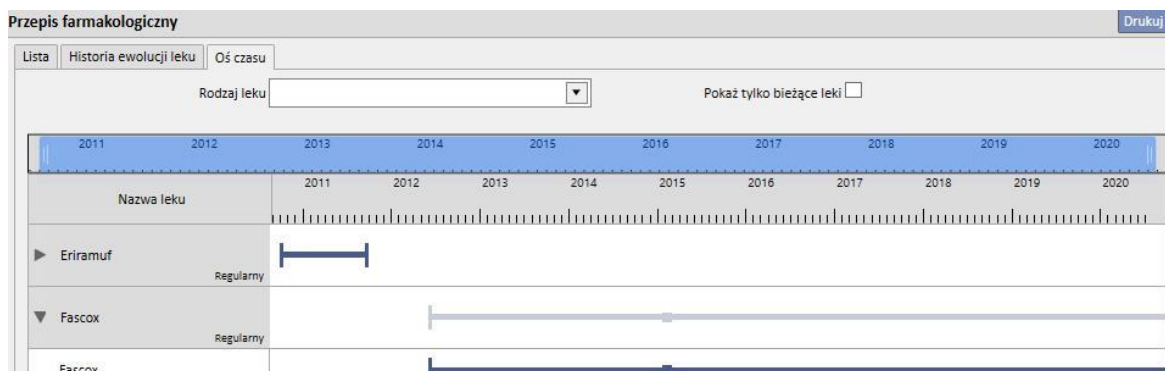 Przepis farmakologiczny Drukuj
Lista Historia ewolucji leku Oś czasu
Rodzaj leku Pokaż tylko bieżące leki
2011 2012 2013 2014 2015 2016 2017 2018 2019 2020
Nazwa leku 2011 2012 2013 2014 2015 2016 2017 2018 2019 2020
Eriramuf
Regularny
Fascox
Regularny
Fascox